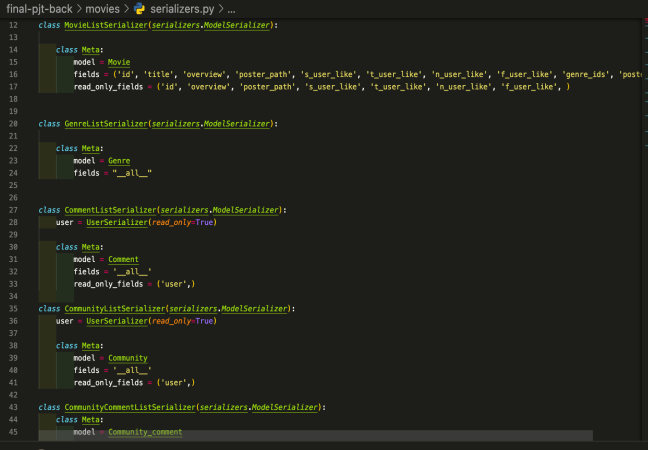 final-pjt-back > movies > serializers.py > ...
12 class MovieListSerializer(serializers.ModelSerializer):
13
14 class Meta:
15 model = Movie
16 fields = ('id', 'title', 'overview', 'poster_path', 's_user_like', 't_user_like', 'n_user_like', 'f_user_like', 'genre_ids', 'post
17 read_only_fields = ('id', 'overview', 'poster_path', 's_user_like', 't_user_like', 'n_user_like', 'f_user_like', )
18
19
20 class GenreListSerializer(serializers.ModelSerializer):
21
22 class Meta:
23 model = Genre
24 fields = "__all__"
25
26
27 class CommentListSerializer(serializers.ModelSerializer):
28 user = UserSerializer(read_only=True)
29
30 class Meta:
31 model = Comment
32 fields = '__all__'
33 read_only_fields = ('user',)
34
35 class CommunityListSerializer(serializers.ModelSerializer):
36 user = UserSerializer(read_only=True)
37
38 class Meta:
39 model = Community
40 fields = '__all__'
41 read_only_fields = ('user',)
42
43 class CommunityCommentListSerializer(serializers.ModelSerializer):
44 class Meta:
45 model = Community_comment